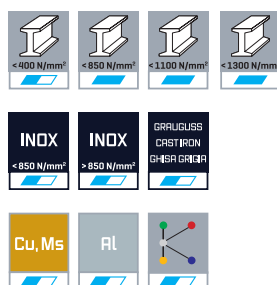 <400 N/mm² <850 N/mm² <1100 N/mm² <1300 N/mm²
INOX INOX GRAUGUSS
CAST IRON
GHISA GRIGIA
<850 N/mm² >850 N/mm²
Cu, Ms Al